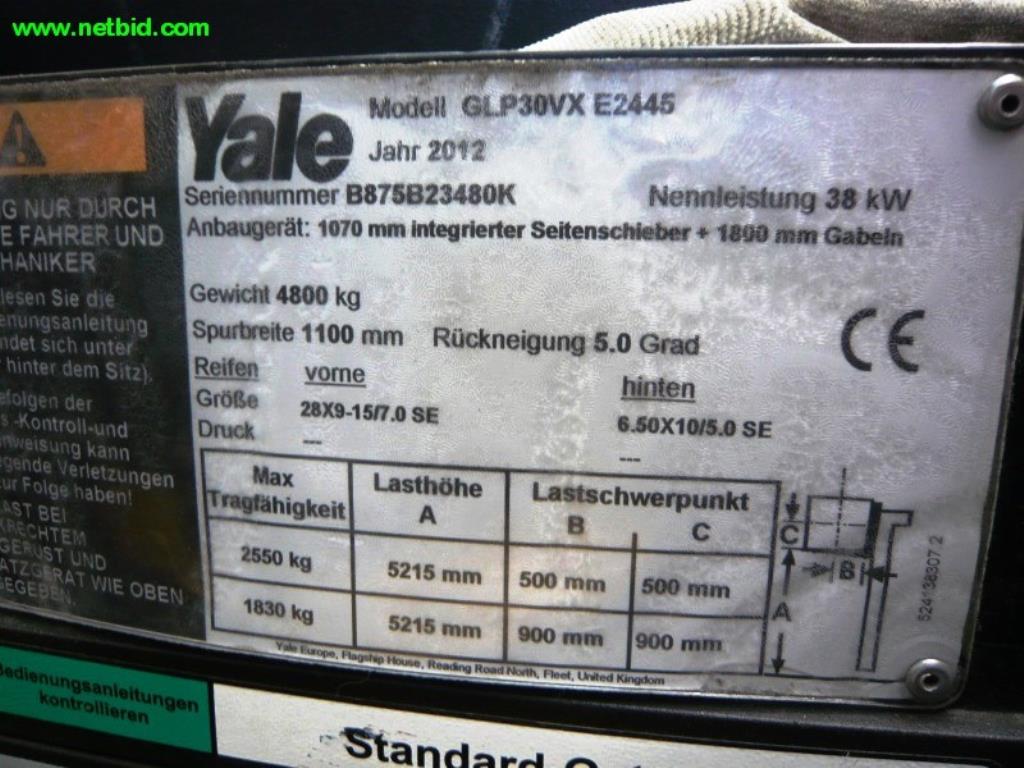 www.netbid.com
Yale
Modell GLP30VX E2445
Jahr 2012
Seriennummer B875B23480K Nennleistung 38 kW
Anbaugerät: 1070 mm integrierter Seitenschieber + 1800 mm Gabeln
Gewicht 4800 kg
Spurbreite 1100 mm Rückneigung 5.0 Grad
CE
Reifen vorne hinten
Größe 28X9-15/7.0 SE 6.50X10/5.0 SE
Druck --- ---
Max Tragfähigkeit Lasthöhe A Lastschwerpunkt B C
2550 kg 5215 mm 500 mm 500 mm
1830 kg 5215 mm 900 mm 900 mm
C
B
A
524138307.2
Yale Europe, Flagship House, Reading Road North, Fleet, United Kingdom
G NUR DURCH
E FAHRER UND
HANIKER
lesen Sie die
enungsanleitung
ndet sich unter
hinter dem Sitz).
efolgen der
s -Kontroll-und
nweisung kann
egende Verletzungen
ur Folge haben!
AST BEI
KRECHTEM
GERÜST UND
ATZGERÄT WIE OBEN
GEGEBEN.
Bedienungsanleitungen
kontrollieren
Standard